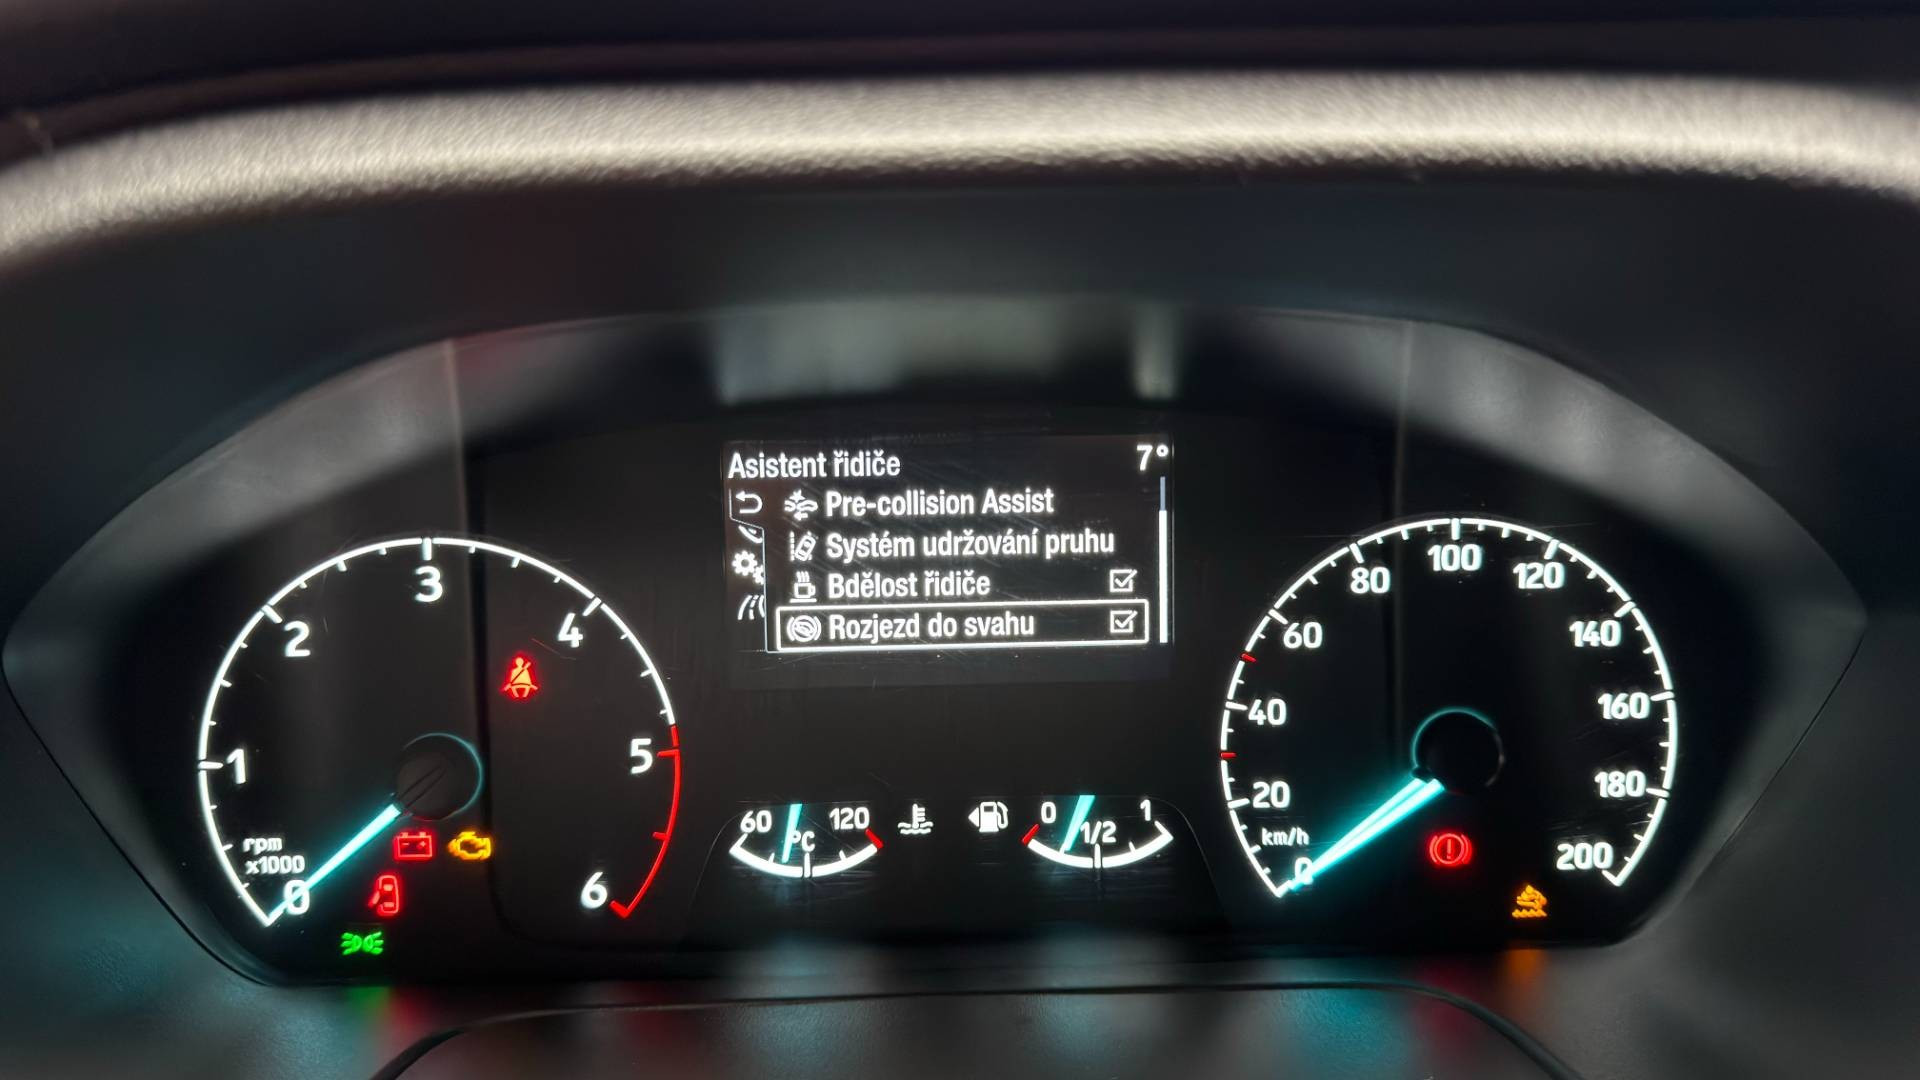 Asistent řidiče 7°
Pre-collision Assist
Systém udržování pruhu
Bdělost řidiče
Rozjezd do svahu
0
1
2
3
4
5
6
rpm
x1000
60 120
°C
0 1/2 1
0
20
40
60
80
100
120
140
160
180
200
km/h